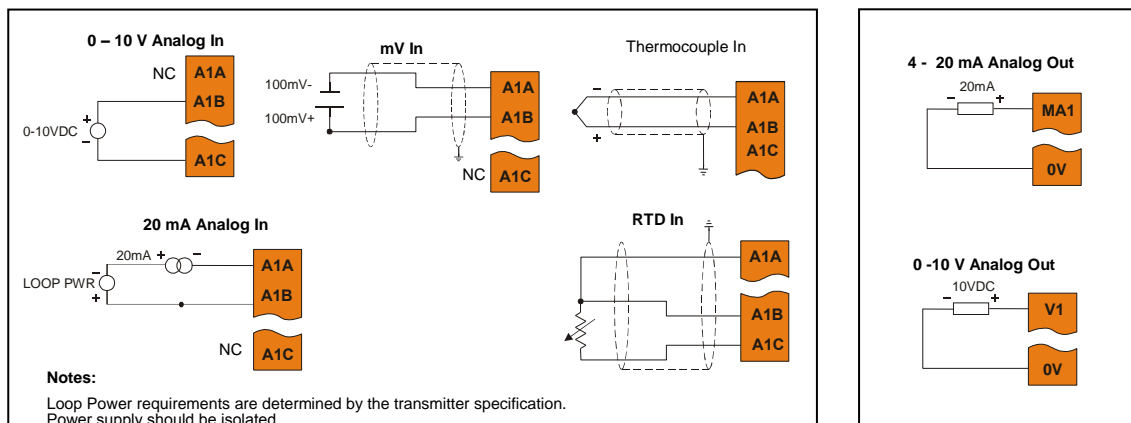 0 – 10 V Analog In
NC
A1A
A1B
A1C
+
0-10VDC
–
mV In
100mV-
100mV+
A1A
A1B
NC
A1C
Thermocouple In
–
+
A1A
A1B
A1C
20 mA Analog In
20mA + –
LOOP PWR
–
+
A1A
A1B
NC
A1C
RTD In
A1A
A1B
A1C
Notes:
Loop Power requirements are determined by the transmitter specification.
Power supply should be isolated
4 - 20 mA Analog Out
20mA
– +
MA1
0V
0 -10 V Analog Out
10VDC
– +
V1
0V